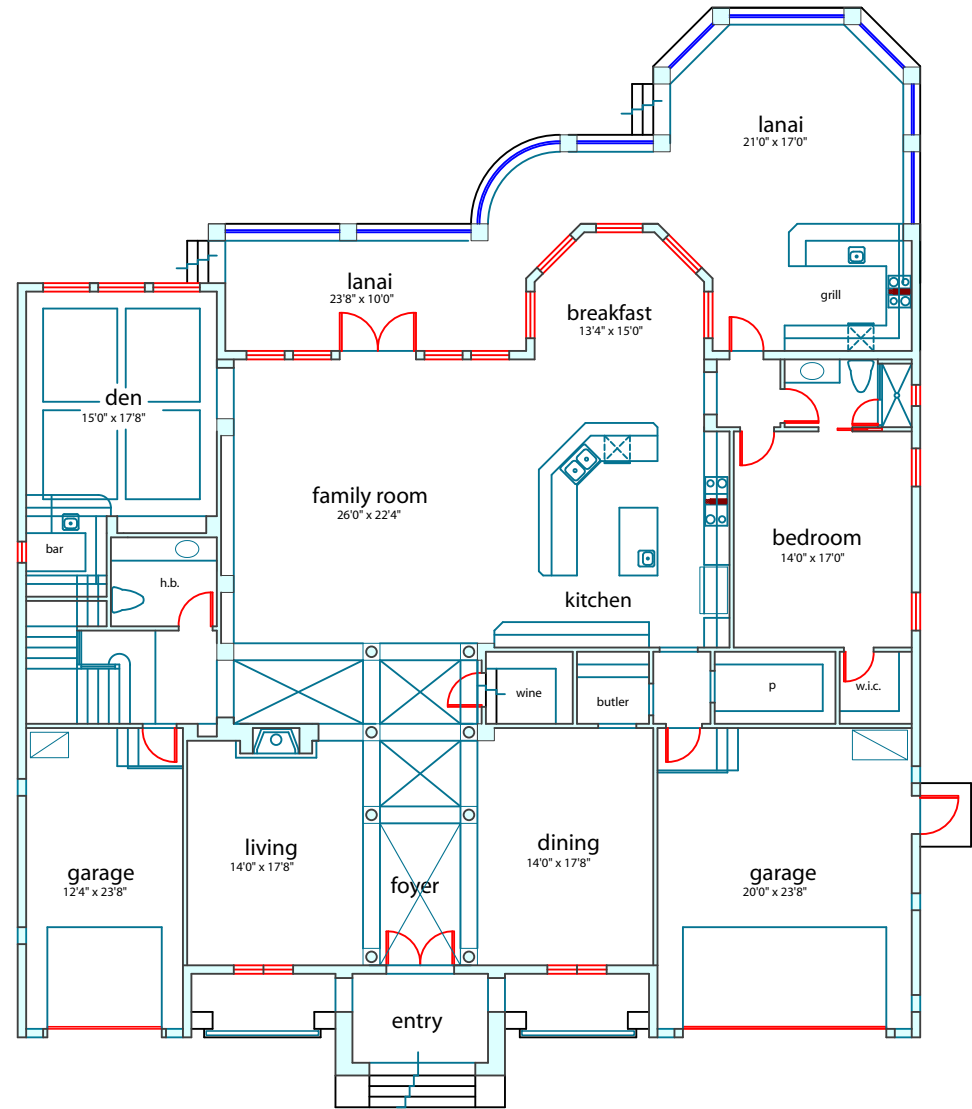 lanai
21'0" x 17'0"
lanai
23'8" x 10'0"
grill
breakfast
13'4" x 15'0"
den
15'0" x 17'8"
family room
26'0" x 22'4"
bar
h.b.
bedroom
14'0" x 17'0"
kitchen
wine
butler
p
w.i.c.
living
14'0" x 17'8"
dining
14'0" x 17'8"
garage
12'4" x 23'8"
foyer
garage
20'0" x 23'8"
entry